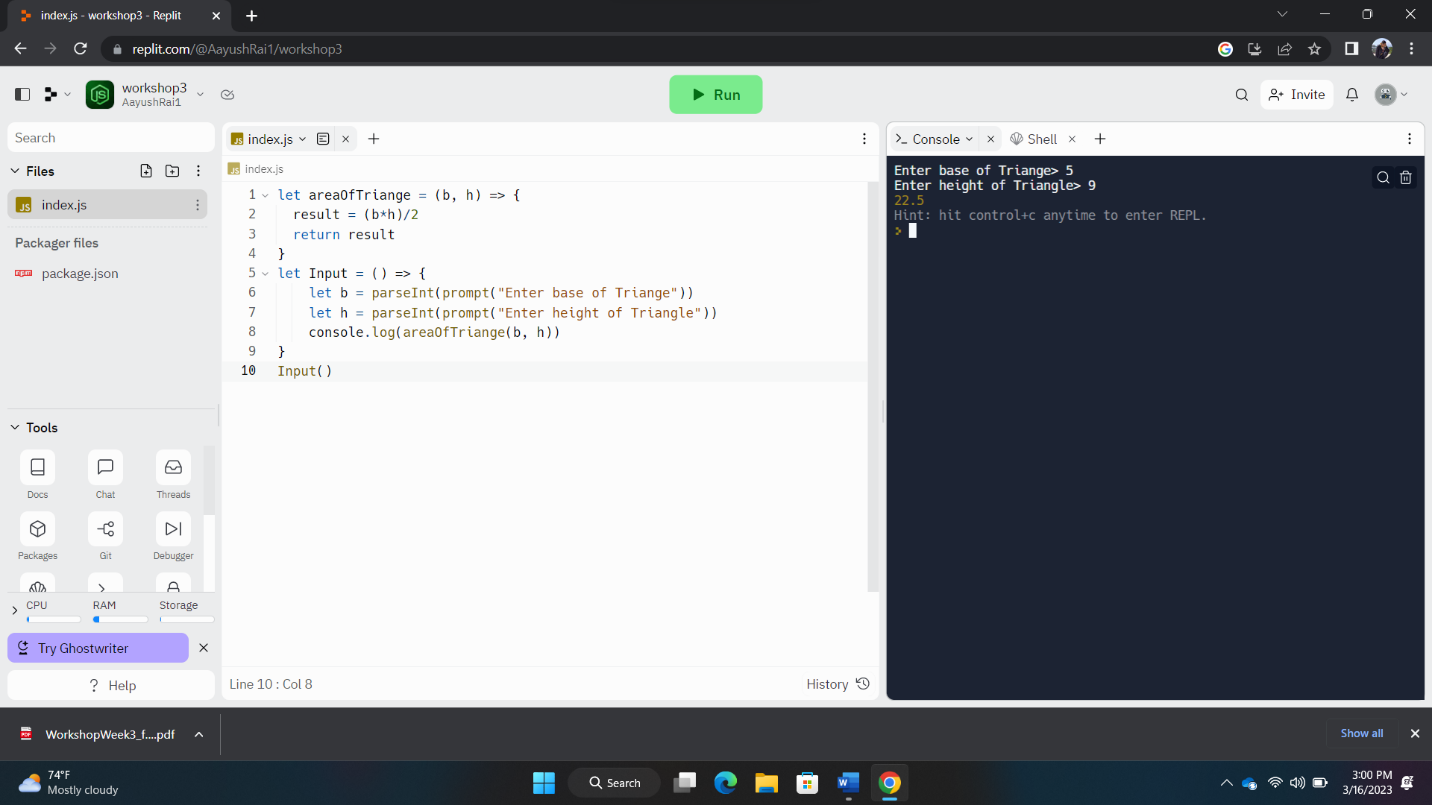 index.js - workshop3 - Replit
replit.com/@AayushRai1/workshop3
workshop3
AayushRai1
Run
Invite
Search
Files
index.js
Packager files
package.json
Tools
Docs
Chat
Threads
Packages
Git
Debugger
CPU
RAM
Storage
Try Ghostwriter
? Help
JS index.js
JS index.js
1 let areaOfTriange = (b, h) => {
2 result = (b*h)/2
3 return result
4 }
5 let Input = () => {
6 let b = parseInt(prompt("Enter base of Triange"))
7 let h = parseInt(prompt("Enter height of Triangle"))
8 console.log(areaOfTriange(b, h))
9 }
10 Input()
Line 10 : Col 8
History
>_ Console
Shell
Enter base of Triange> 5
Enter height of Triangle> 9
22.5
Hint: hit control+c anytime to enter REPL.
>
WorkshopWeek3_f....pdf
Show all
74°F
Mostly cloudy
Search
3:00 PM
3/16/2023